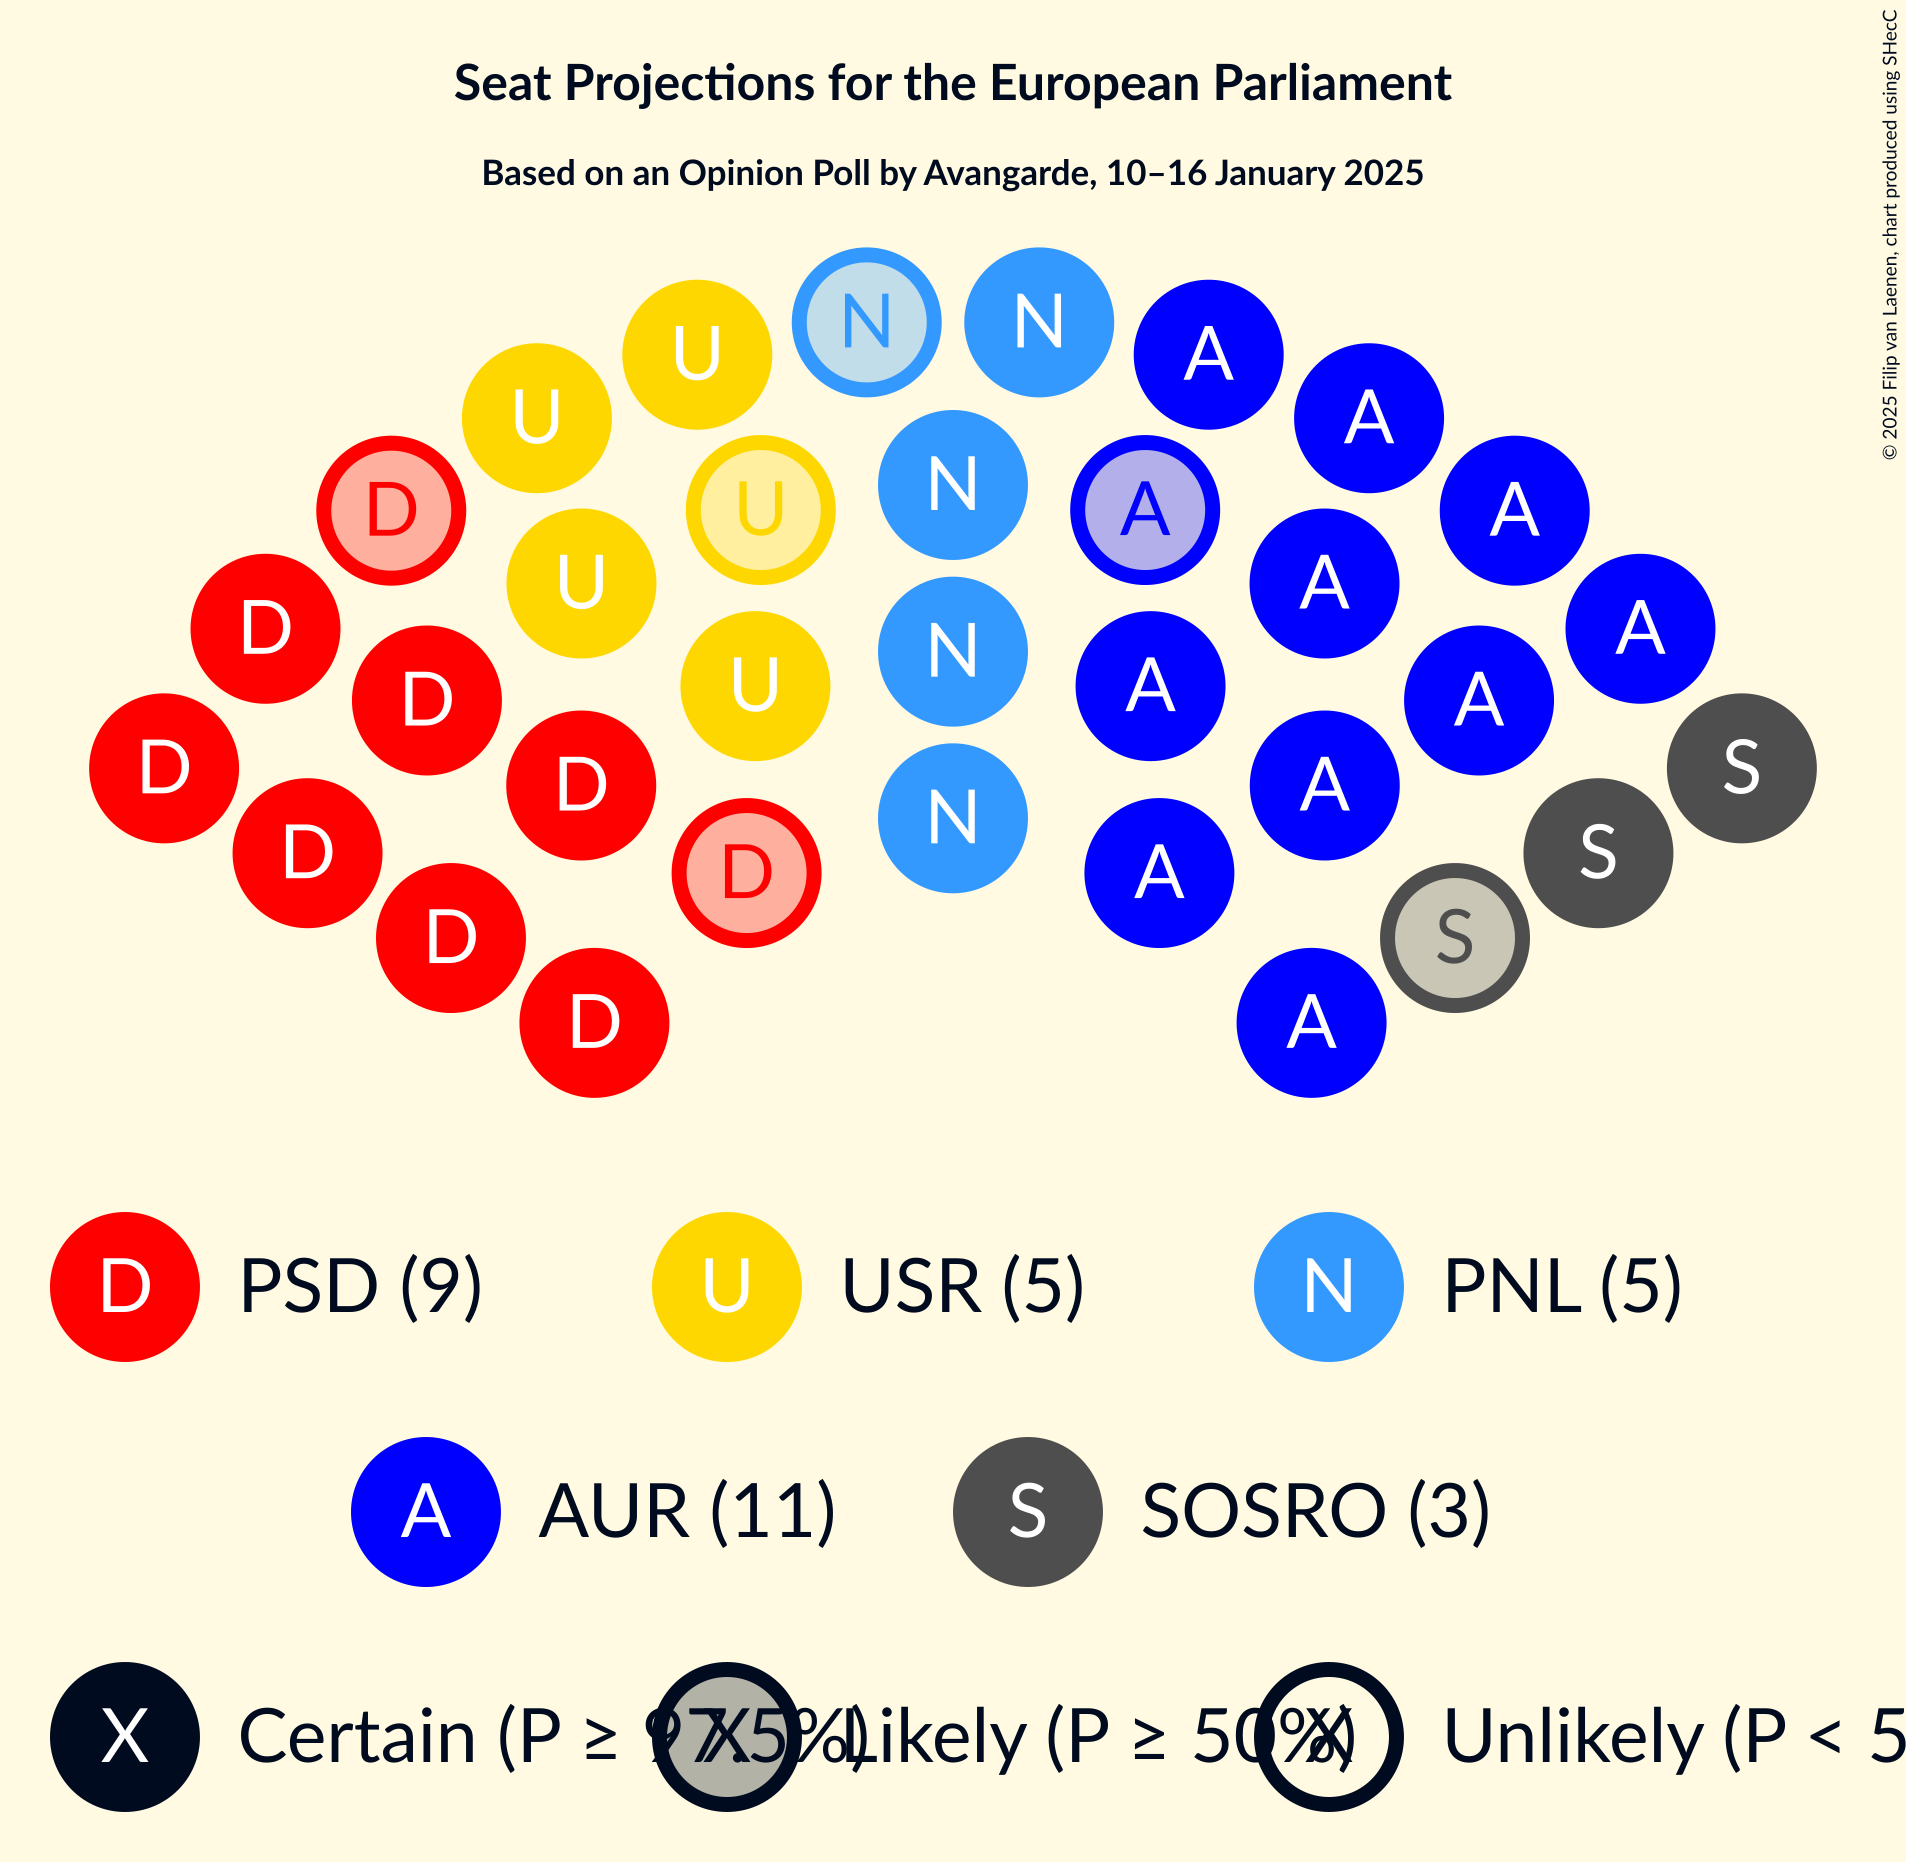 Seat Projections for the European Parliament
Based on an Opinion Poll by Avangarde, 10–16 January 2025
© 2025 Filip van Laenen, chart produced using SHecC
N N
U A
U A
D U N A A
U A
D D U N A A A
D D N A S
D D A S
D S
D A
D PSD (9) U USR (5) N PNL (5)
A AUR (11) S SOSRO (3)
X Certain (P ≥ 97.5%) X Likely (P ≥ 50%) X Unlikely (P < 5